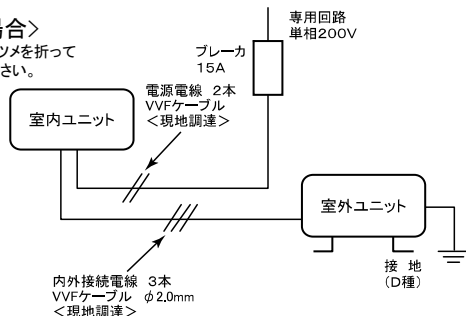 場合＞
ツメを折って
さい。
専用回路
単相200V
ブレーカ
15A
電源電線 2本
VVFケーブル
＜現地調達＞
室内ユニット
室外ユニット
接 地
(D種)
内外接続電線 3本
VVFケーブル φ2.0mm
＜現地調達＞